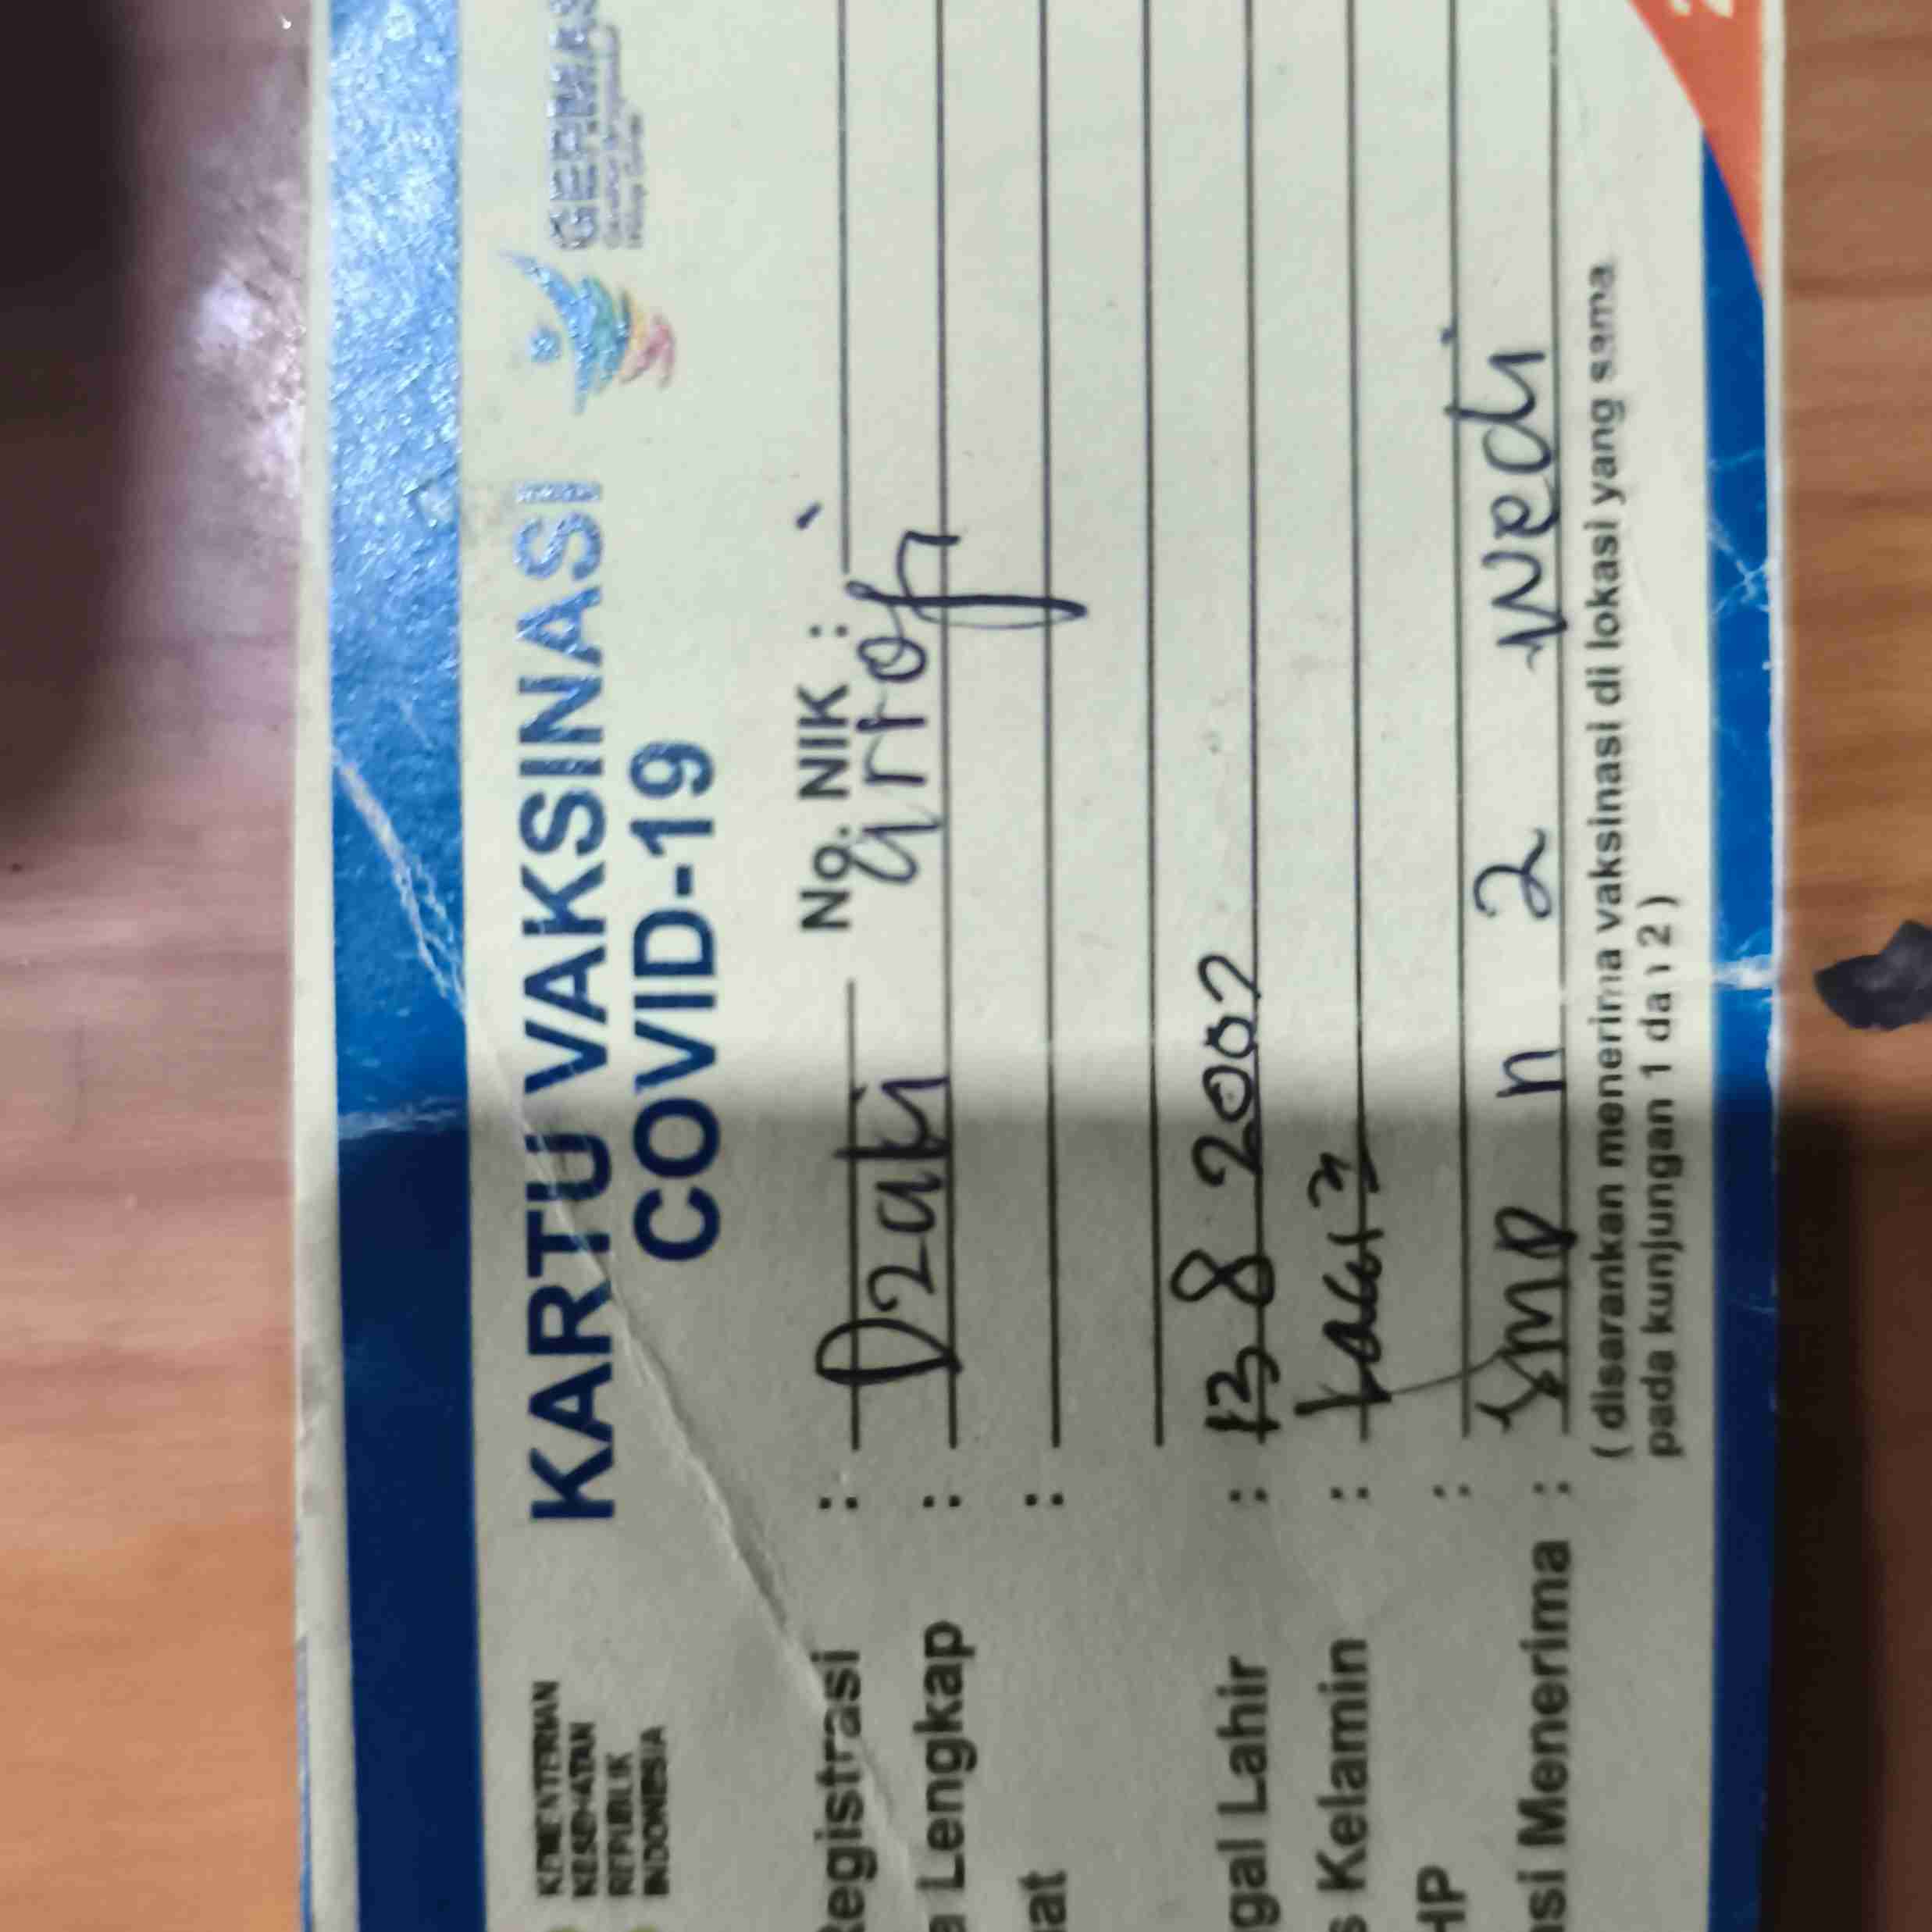 KEMENTERIAN
KESEHATAN
REPUBLIK
INDONESIA
KARTU VAKSINASI
COVID-19
GERMAS
Registrasi : No. NIK :
a Lengkap : Dzaki arrofi
at :
ggal Lahir : 13 8 2002
s Kelamin : Laki2
HP :
si Menerima : smp n 2 wedi
( disarankan menerima vaksinasi di lokasi yang sama
pada kunjungan 1 dan 2 )